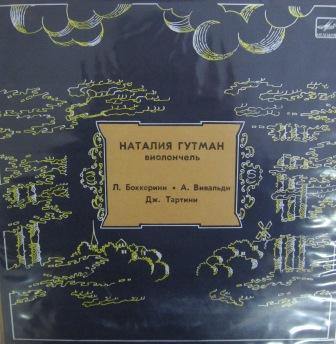 НАТАЛИЯ ГУТМАН
виолончель
Л. Боккерини • А. Вивальди
Дж. Тартини